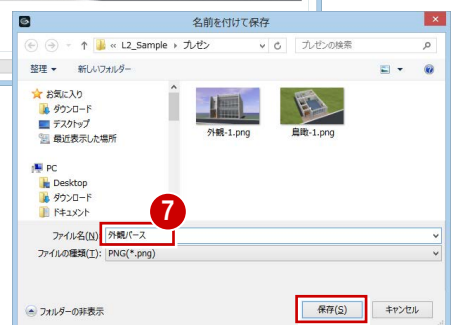 名前を付けて保存
« L2_Sample ▸ プレゼン
プレゼンの検索
整理 ▼ 新しいフォルダー
お気に入り
ダウンロード
デスクトップ
最近表示した場所
PC
Desktop
ダウンロード
ドキュメント
外観-1.png
鳥瞰-1.png
7
ファイル名(N): 外観パース
ファイルの種類(T): PNG(*.png)
フォルダーの非表示
保存(S)
キャンセル